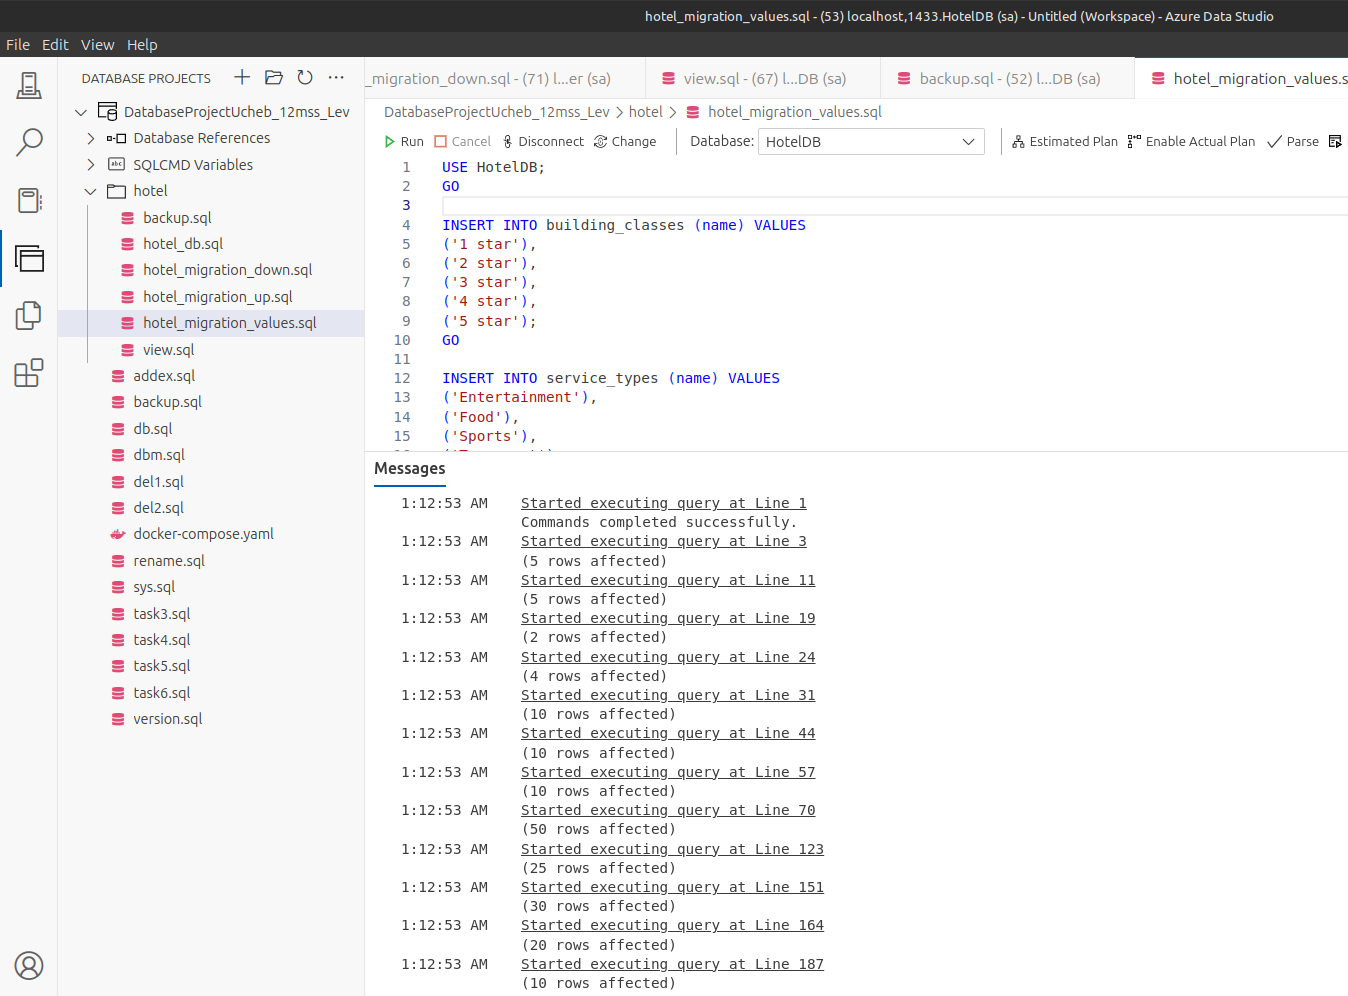 hotel_migration_values.sql - (53) localhost,1433.HotelDB (sa) - Untitled (Workspace) - Azure Data Studio
File Edit View Help
DATABASE PROJECTS
DatabaseProjectUcheb_12mss_Lev
Database References
SQLCMD Variables
hotel
backup.sql
hotel_db.sql
hotel_migration_down.sql
hotel_migration_up.sql
hotel_migration_values.sql
view.sql
addex.sql
backup.sql
db.sql
dbm.sql
del1.sql
del2.sql
docker-compose.yaml
rename.sql
sys.sql
task3.sql
task4.sql
task5.sql
task6.sql
version.sql
_migration_down.sql - (71) l...er (sa) view.sql - (67) l...DB (sa) backup.sql - (52) l...DB (sa) hotel_migration_values.s
DatabaseProjectUcheb_12mss_Lev > hotel > hotel_migration_values.sql
Run Cancel Disconnect Change Database: HotelDB Estimated Plan Enable Actual Plan Parse
1 USE HotelDB;
2 GO
3
4 INSERT INTO building_classes (name) VALUES
5 ('1 star'),
6 ('2 star'),
7 ('3 star'),
8 ('4 star'),
9 ('5 star');
10 GO
11
12 INSERT INTO service_types (name) VALUES
13 ('Entertainment'),
14 ('Food'),
15 ('Sports'),
Messages
1:12:53 AM Started executing query at Line 1
Commands completed successfully.
1:12:53 AM Started executing query at Line 3
(5 rows affected)
1:12:53 AM Started executing query at Line 11
(5 rows affected)
1:12:53 AM Started executing query at Line 19
(2 rows affected)
1:12:53 AM Started executing query at Line 24
(4 rows affected)
1:12:53 AM Started executing query at Line 31
(10 rows affected)
1:12:53 AM Started executing query at Line 44
(10 rows affected)
1:12:53 AM Started executing query at Line 57
(10 rows affected)
1:12:53 AM Started executing query at Line 70
(50 rows affected)
1:12:53 AM Started executing query at Line 123
(25 rows affected)
1:12:53 AM Started executing query at Line 151
(30 rows affected)
1:12:53 AM Started executing query at Line 164
(20 rows affected)
1:12:53 AM Started executing query at Line 187
(10 rows affected)